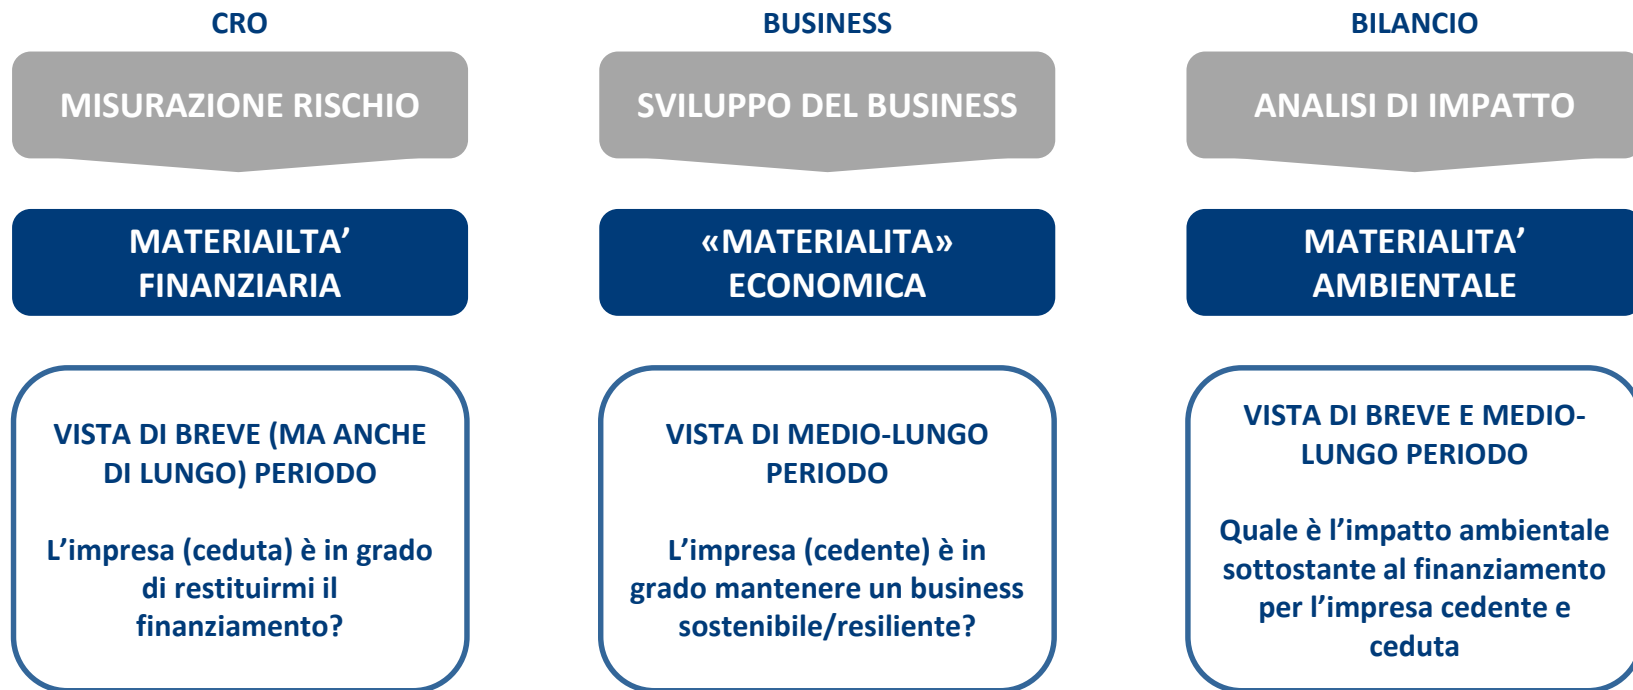 CRO
MISURAZIONE RISCHIO
MATERIAILTA’
FINANZIARIA
VISTA DI BREVE (MA ANCHE
DI LUNGO) PERIODO
L’impresa (ceduta) è in grado
di restituirmi il
finanziamento?
BUSINESS
SVILUPPO DEL BUSINESS
«MATERIALITA»
ECONOMICA
VISTA DI MEDIO-LUNGO
PERIODO
L’impresa (cedente) è in
grado mantenere un business
sostenibile/resiliente?
BILANCIO
ANALISI DI IMPATTO
MATERIALITA’
AMBIENTALE
VISTA DI BREVE E MEDIO-
LUNGO PERIODO
Quale è l’impatto ambientale
sottostante al finanziamento
per l’impresa cedente e
ceduta